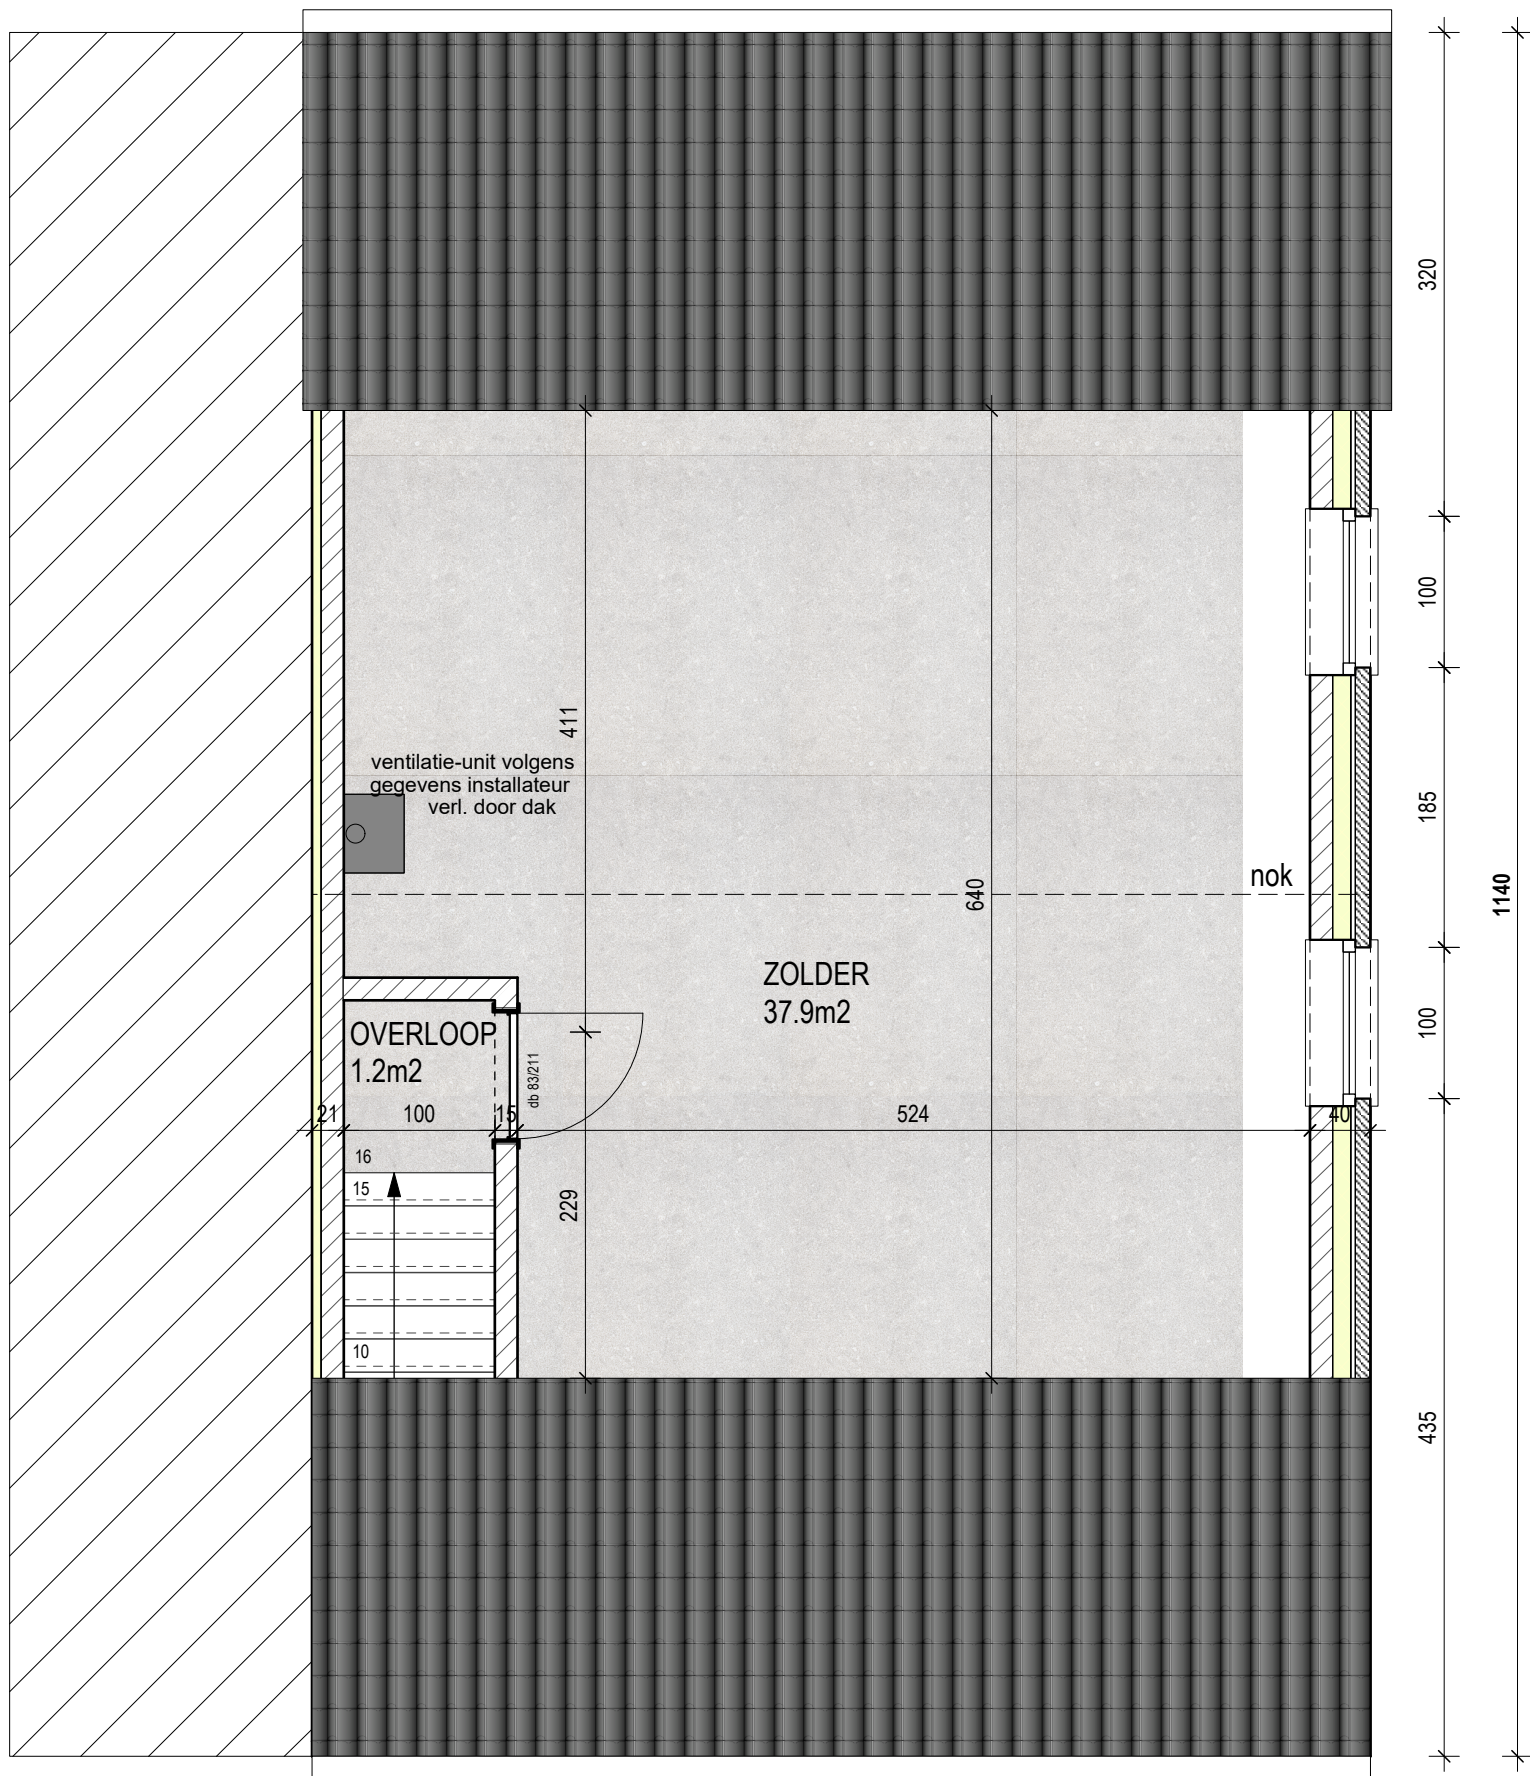 320
100
411
185
ventilatie-unit volgens
gegevens installateur
verl. door dak
nok
640
1140
ZOLDER
37.9m2
OVERLOOP
1.2m2
100
db 83/211
21
100
15
524
40
16
15
229
10
435